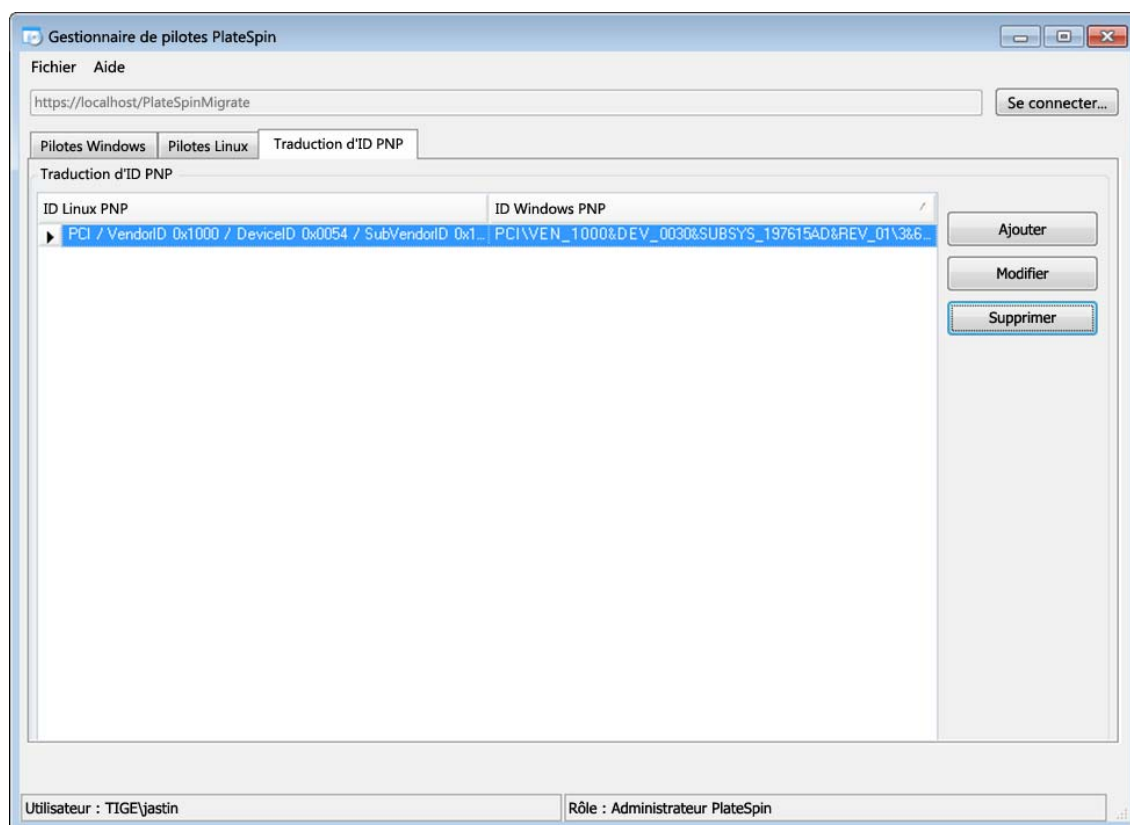 Gestionnaire de pilotes PlateSpin
Fichier Aide
https://localhost/PlateSpinMigrate
Se connecter...
Pilotes Windows Pilotes Linux Traduction d'ID PNP
Traduction d'ID PNP
ID Linux PNP ID Windows PNP
PCI / VendorID 0x1000 / DeviceID 0x0054 / SubVendorID 0x1... PCI\VEN_1000&DEV_0030&SUBSYS_197615AD&REV_01\3&6...
Ajouter
Modifier
Supprimer
Utilisateur : TIGE\jastin Rôle : Administrateur PlateSpin